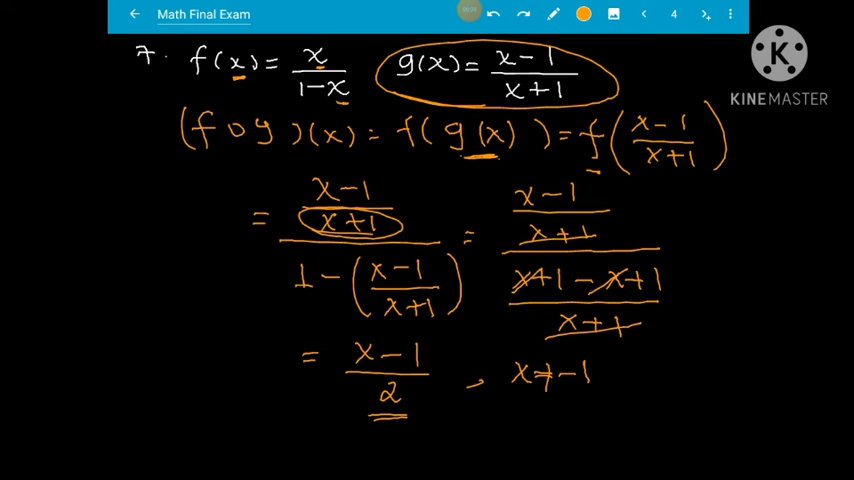 Math Final Exam
4
7. f(x) = x/(1-x) g(x) = (x-1)/(x+1)
KINEMASTER
(f o g)(x) = f(g(x)) = f((x-1)/(x+1))
= ((x-1)/(x+1))/(1-((x-1)/(x+1))) = ((x-1)/(x+1))/((x+1-x+1)/(x+1))
= (x-1)/2 , x≠-1